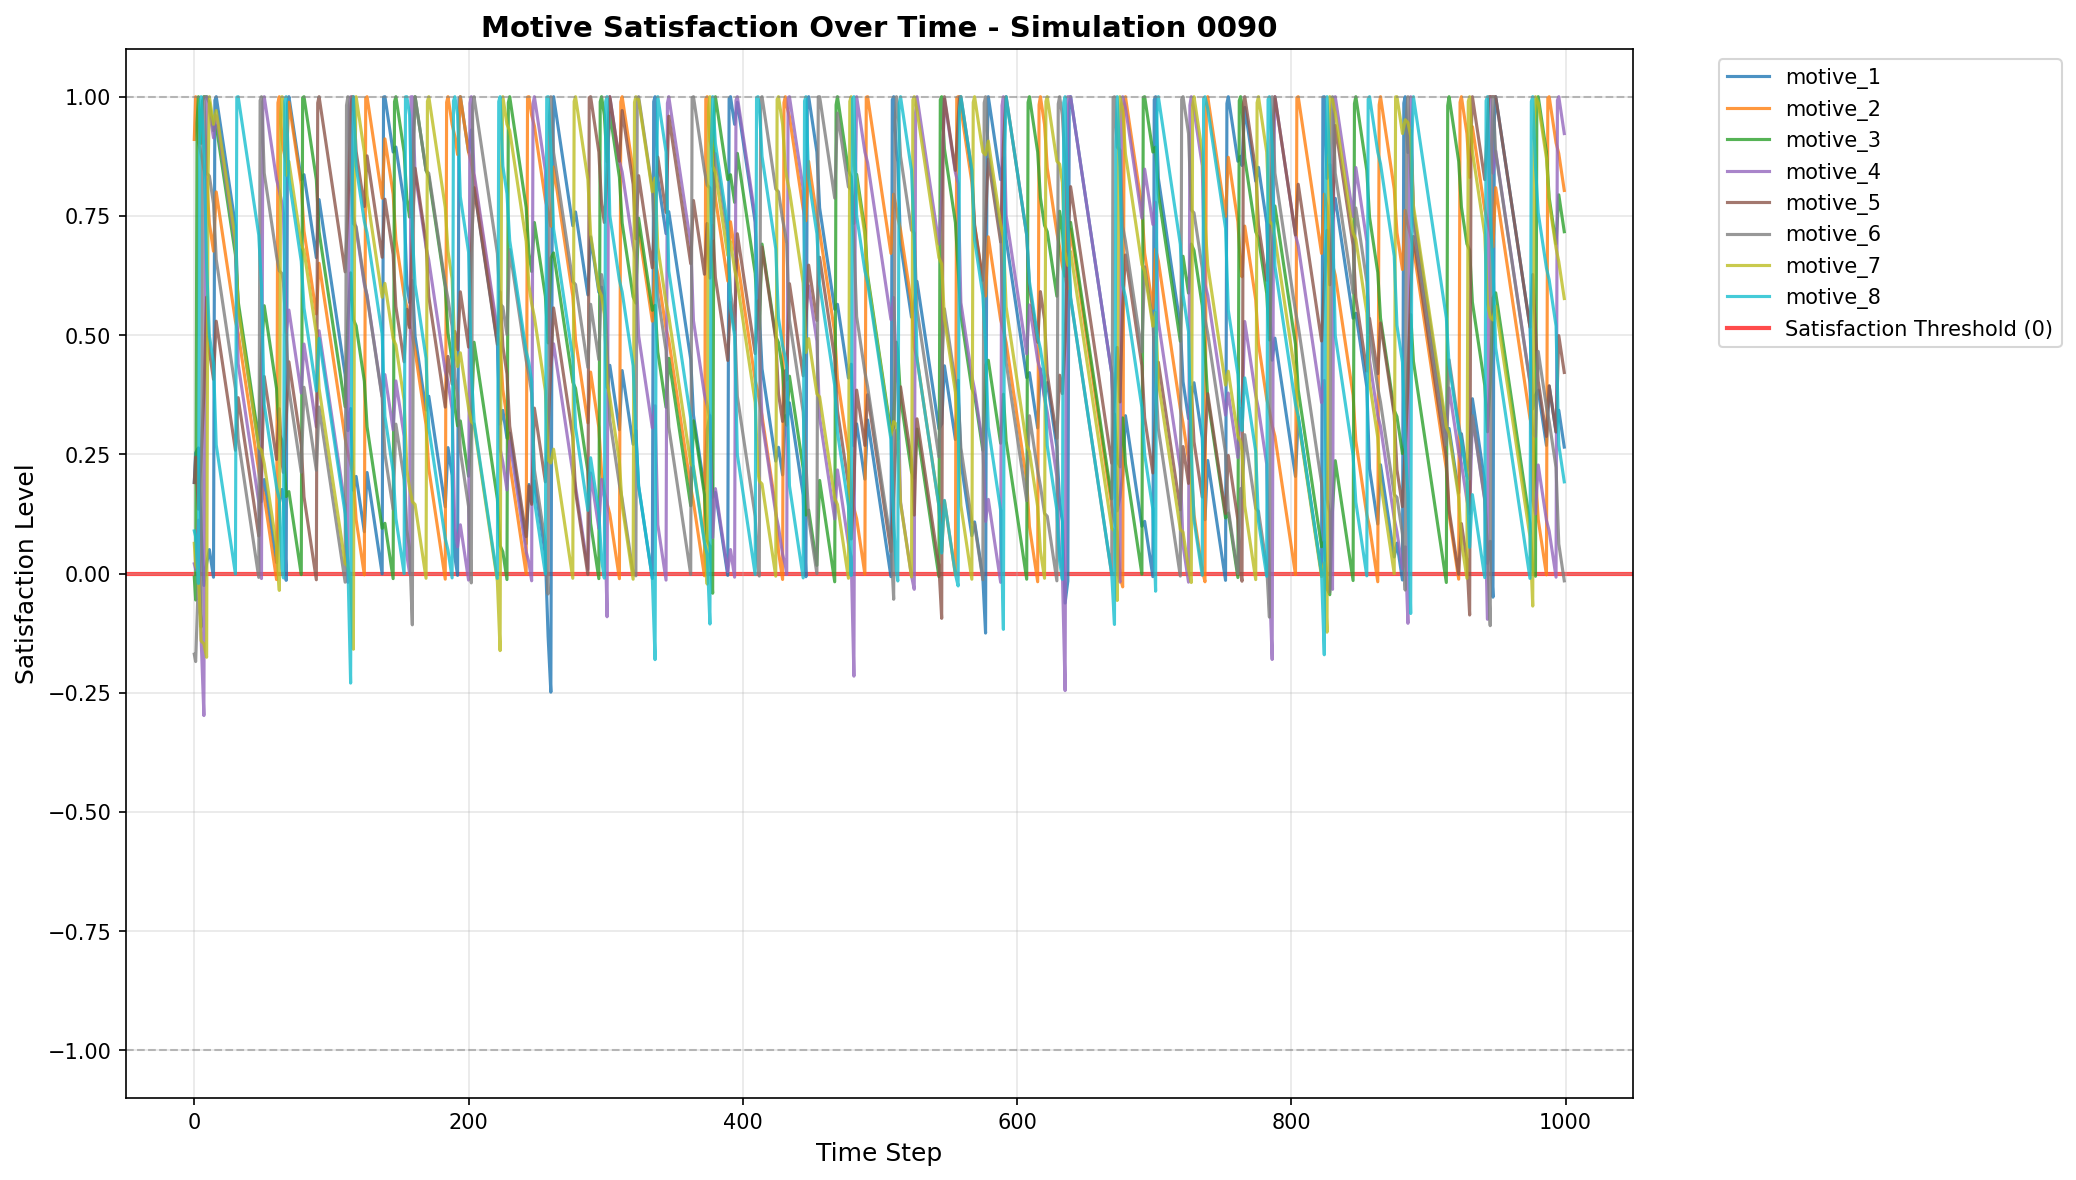 Motive Satisfaction Over Time - Simulation 0090
1.00
0.75
0.50
0.25
0.00
−0.25
−0.50
−0.75
−1.00
Satisfaction Level
0 200 400 600 800 1000
Time Step
motive_1
motive_2
motive_3
motive_4
motive_5
motive_6
motive_7
motive_8
Satisfaction Threshold (0)